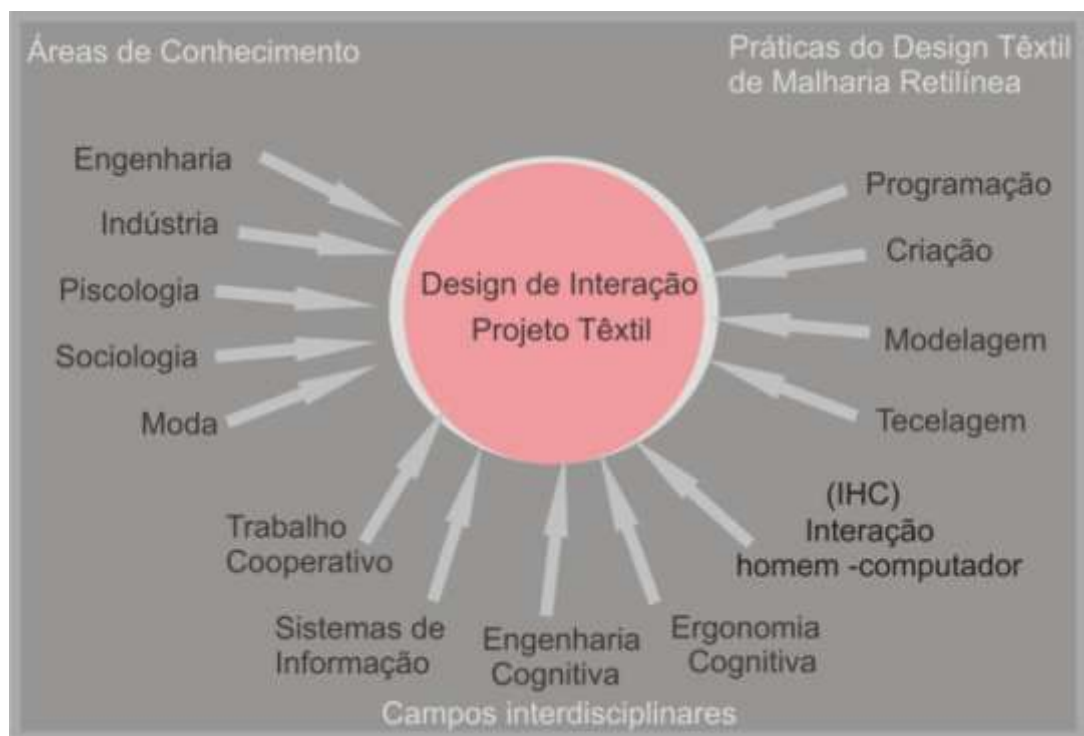 Áreas de Conhecimento
Práticas do Design Têxtil
de Malharia Retilínea
Engenharia
Indústria
Piscologia
Sociologia
Moda
Design de Interação
Projeto Têxtil
Programação
Criação
Modelagem
Tecelagem
Trabalho
Cooperativo
Sistemas de
Informação
Engenharia
Cognitiva
Ergonomia
Cognitiva
(IHC)
Interação
homem -computador
Campos interdisciplinares